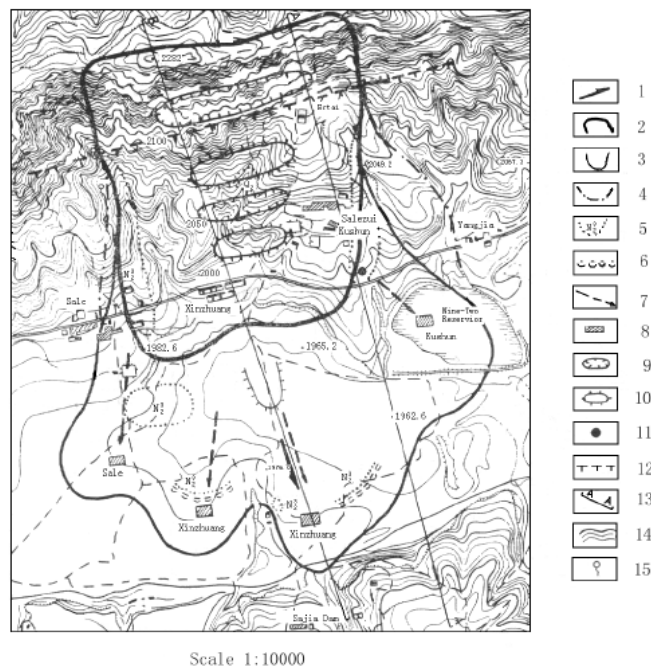 2282
Ertai
2100
2049.2
2067.3
2050
Salezui
Kushun
Yangjia
2000
N
Sale
Xinzhuang
Nine-Two
Reservior
Kushun
1982.6
1965.2
N
1962.6
Sale
N
N
N
Xinzhuang
Xinzhuang
Sajia Dam
1
2
3
4
5
6
7
8
9
10
11
12
13
14
15
Scale 1:10000